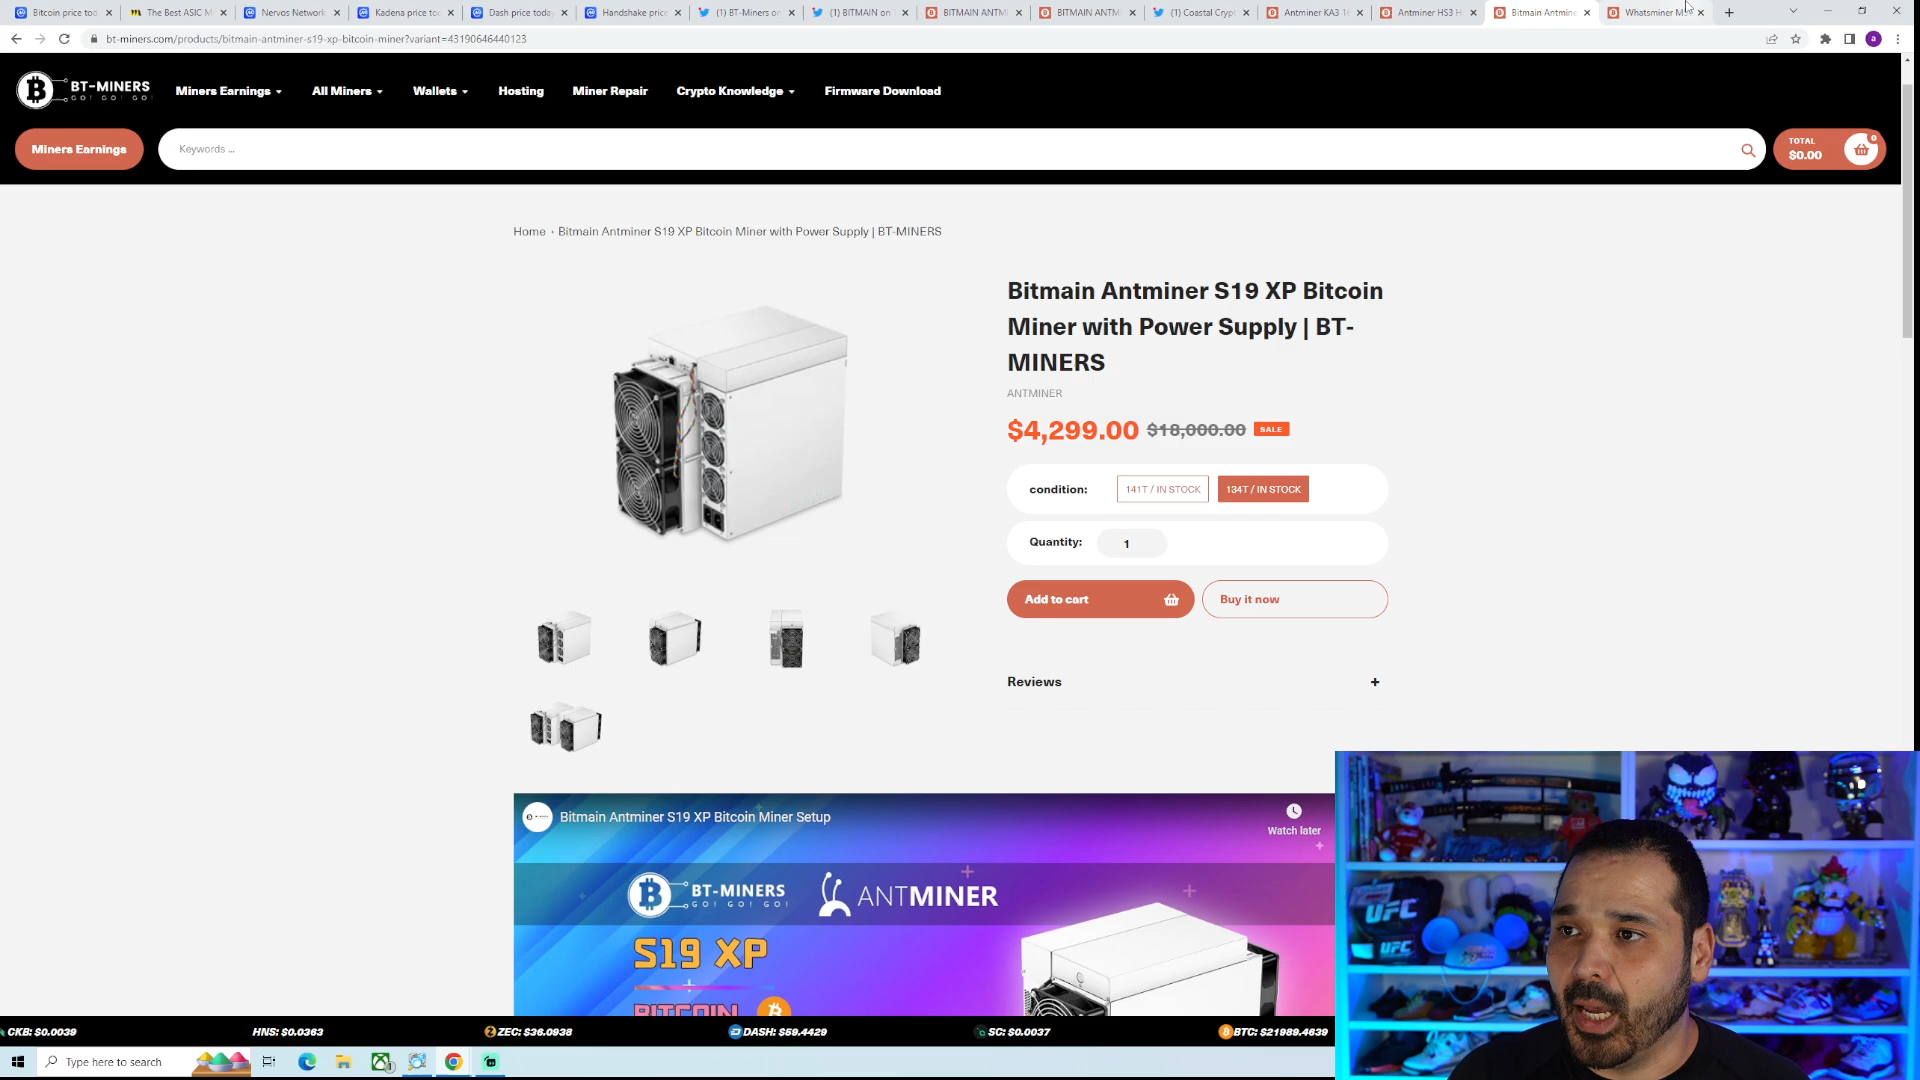 Bitcoin price tod
The Best ASIC M
Nervos Network
Kadena price to
Dash price today
Handshake price
(1) BT-Miners on
(1) BITMAIN on T
BITMAIN ANTM
BITMAIN ANTM
(1) Coastal Cryp
Antminer KA3 1
Antminer HS3 H
Bitmain Antmine
Whatsminer M
bt-miners.com/products/bitmain-antminer-s19-xp-bitcoin-miner?variant=43190646440123
a
BT-MINERS
GO! GO! GO!
Miners Earnings
All Miners
Wallets
Hosting
Miner Repair
Crypto Knowledge
Firmware Download
Miners Earnings
Keywords ...
TOTAL
$0.00
0
Home › Bitmain Antminer S19 XP Bitcoin Miner with Power Supply | BT-MINERS
Bitmain Antminer S19 XP Bitcoin
Miner with Power Supply | BT-
MINERS
ANTMINER
$4,299.00 $18,000.00 SALE
condition: 141T / IN STOCK 134T / IN STOCK
Quantity: 1
Add to cart
Buy it now
Reviews +
Bitmain Antminer S19 XP Bitcoin Miner Setup
Watch later
BT-MINERS
GO! GO! GO!
ANTMINER
S19 XP
BITCOIN
UFC
UFC
CKB: $0.0039
HNS: $0.0363
ZEC: $36.0938
DASH: $59.4429
SC: $0.0037
BTC: $21989.4639
Type here to search